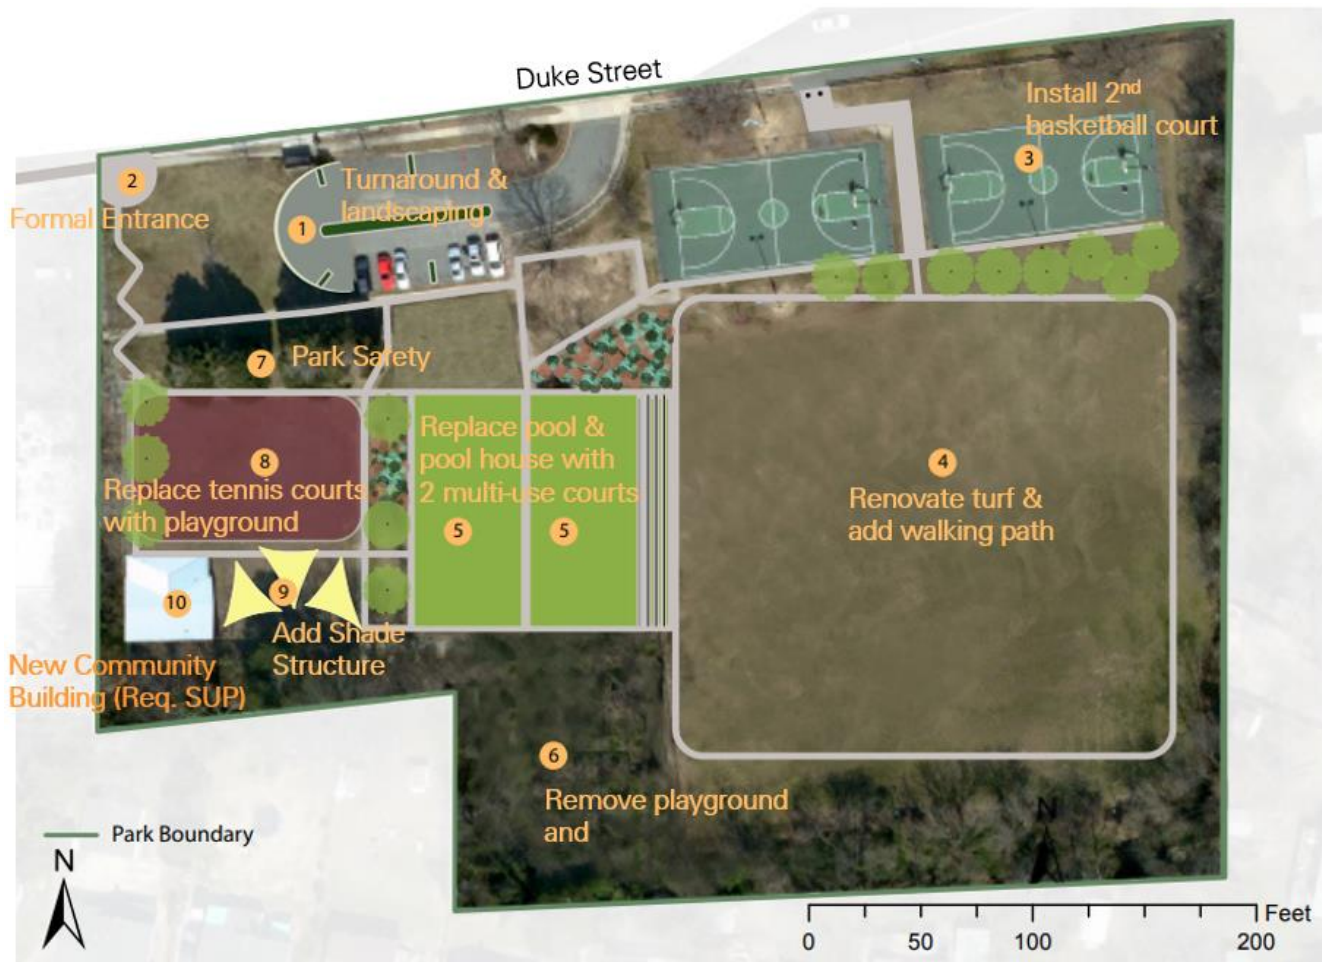 Duke Street
Install 2nd
basketball court
3
2
Formal Entrance
Turnaround &
landscaping
1
7
Park Safety
Replace pool &
pool house with
2 multi-use courts
5
5
8
Replace tennis courts
with playground
4
Renovate turf &
add walking path
9
Add Shade
Structure
10
New Community
Building (Req. SUP)
6
Remove playground
and
Park Boundary
N
N
Feet
0 50 100 200